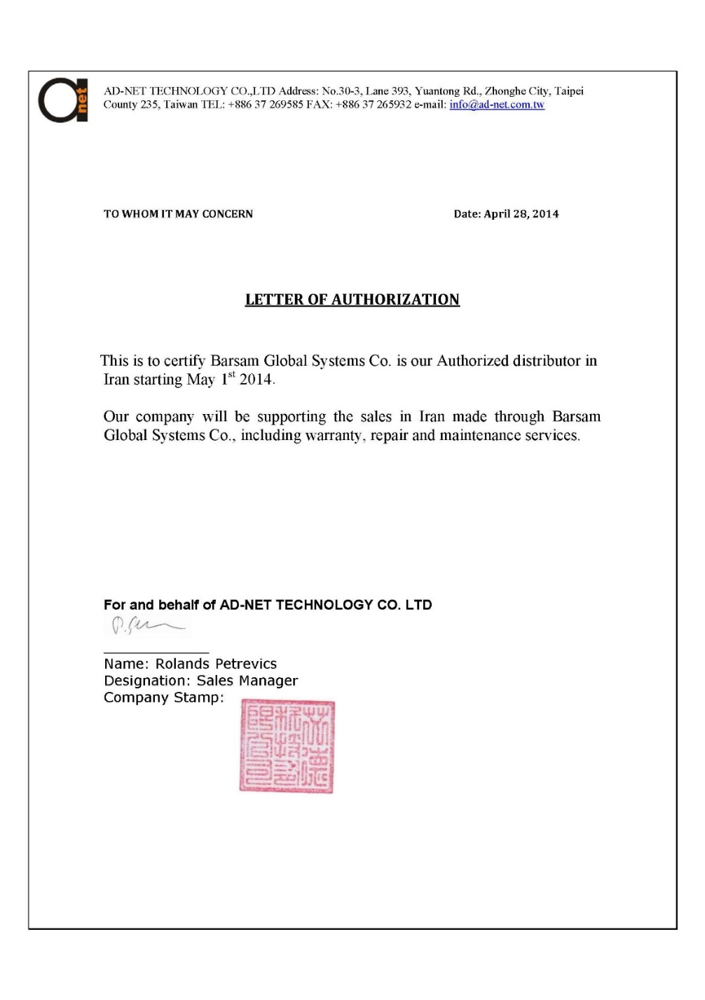 a net
AD-NET TECHNOLOGY CO.,LTD Address: No.30-3, Lane 393, Yuantong Rd., Zhonghe City, Taipei
County 235, Taiwan TEL: +886 37 269585 FAX: +886 37 265932 e-mail: info@ad-net.com.tw
TO WHOM IT MAY CONCERN Date: April 28, 2014
LETTER OF AUTHORIZATION
This is to certify Barsam Global Systems Co. is our Authorized distributor in
Iran starting May 1st 2014.
Our company will be supporting the sales in Iran made through Barsam
Global Systems Co., including warranty, repair and maintenance services.
For and behalf of AD-NET TECHNOLOGY CO. LTD
Name: Rolands Petrevics
Designation: Sales Manager
Company Stamp: